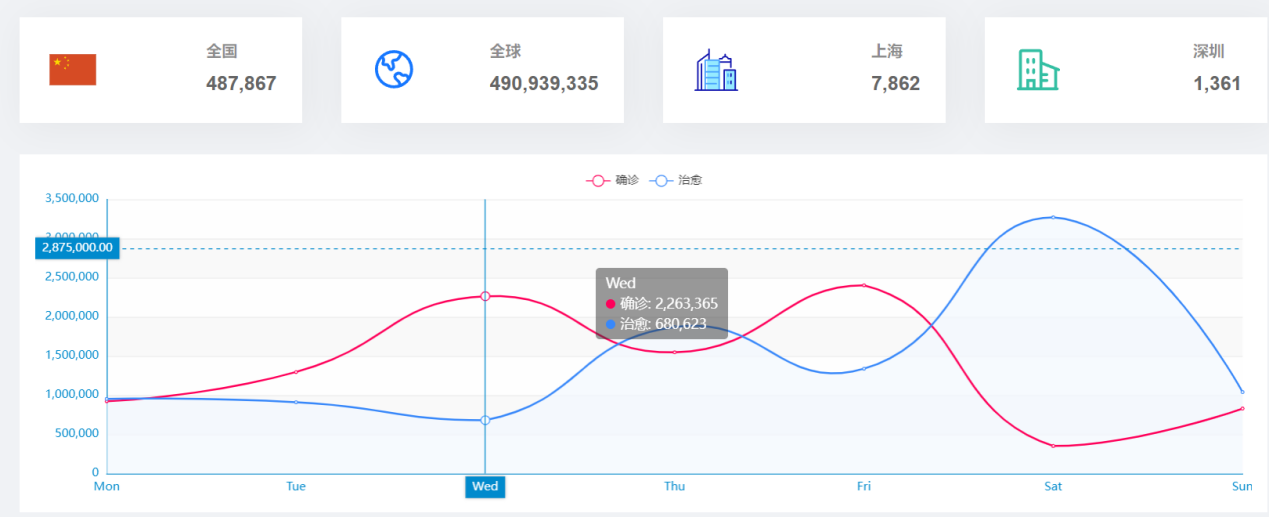 全国
487,867
全球
490,939,335
上海
7,862
深圳
1,361
确诊 治愈
3,500,000
3,000,000
2,875,000.00
2,500,000
2,000,000
1,500,000
1,000,000
500,000
0
Wed
确诊: 2,263,365
治愈: 680,623
Mon Tue Wed Thu Fri Sat Sun